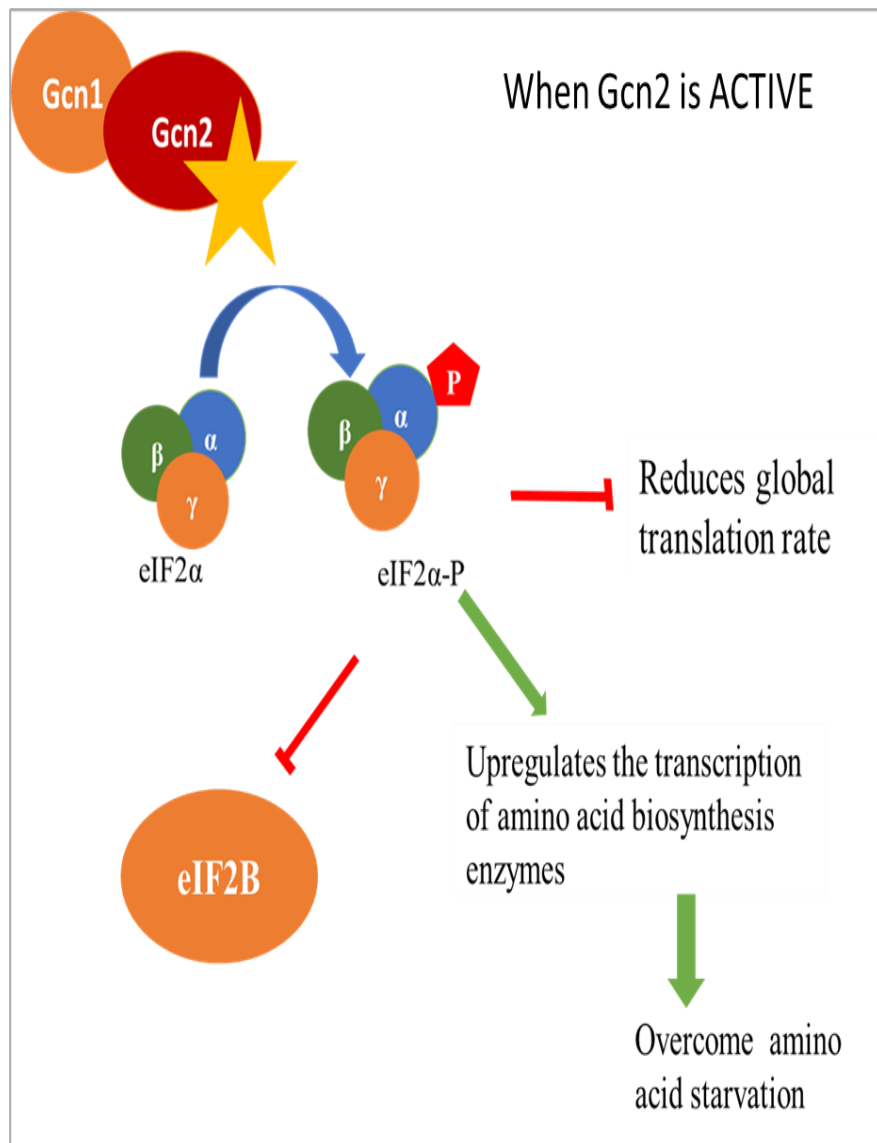 Gcn1
Gcn2
When Gcn2 is ACTIVE
β
α
γ
eIF2α
β
α
γ
P
eIF2α-P
Reduces global
translation rate
Upregulates the transcription
of amino acid biosynthesis
enzymes
eIF2B
Overcome amino
acid starvation